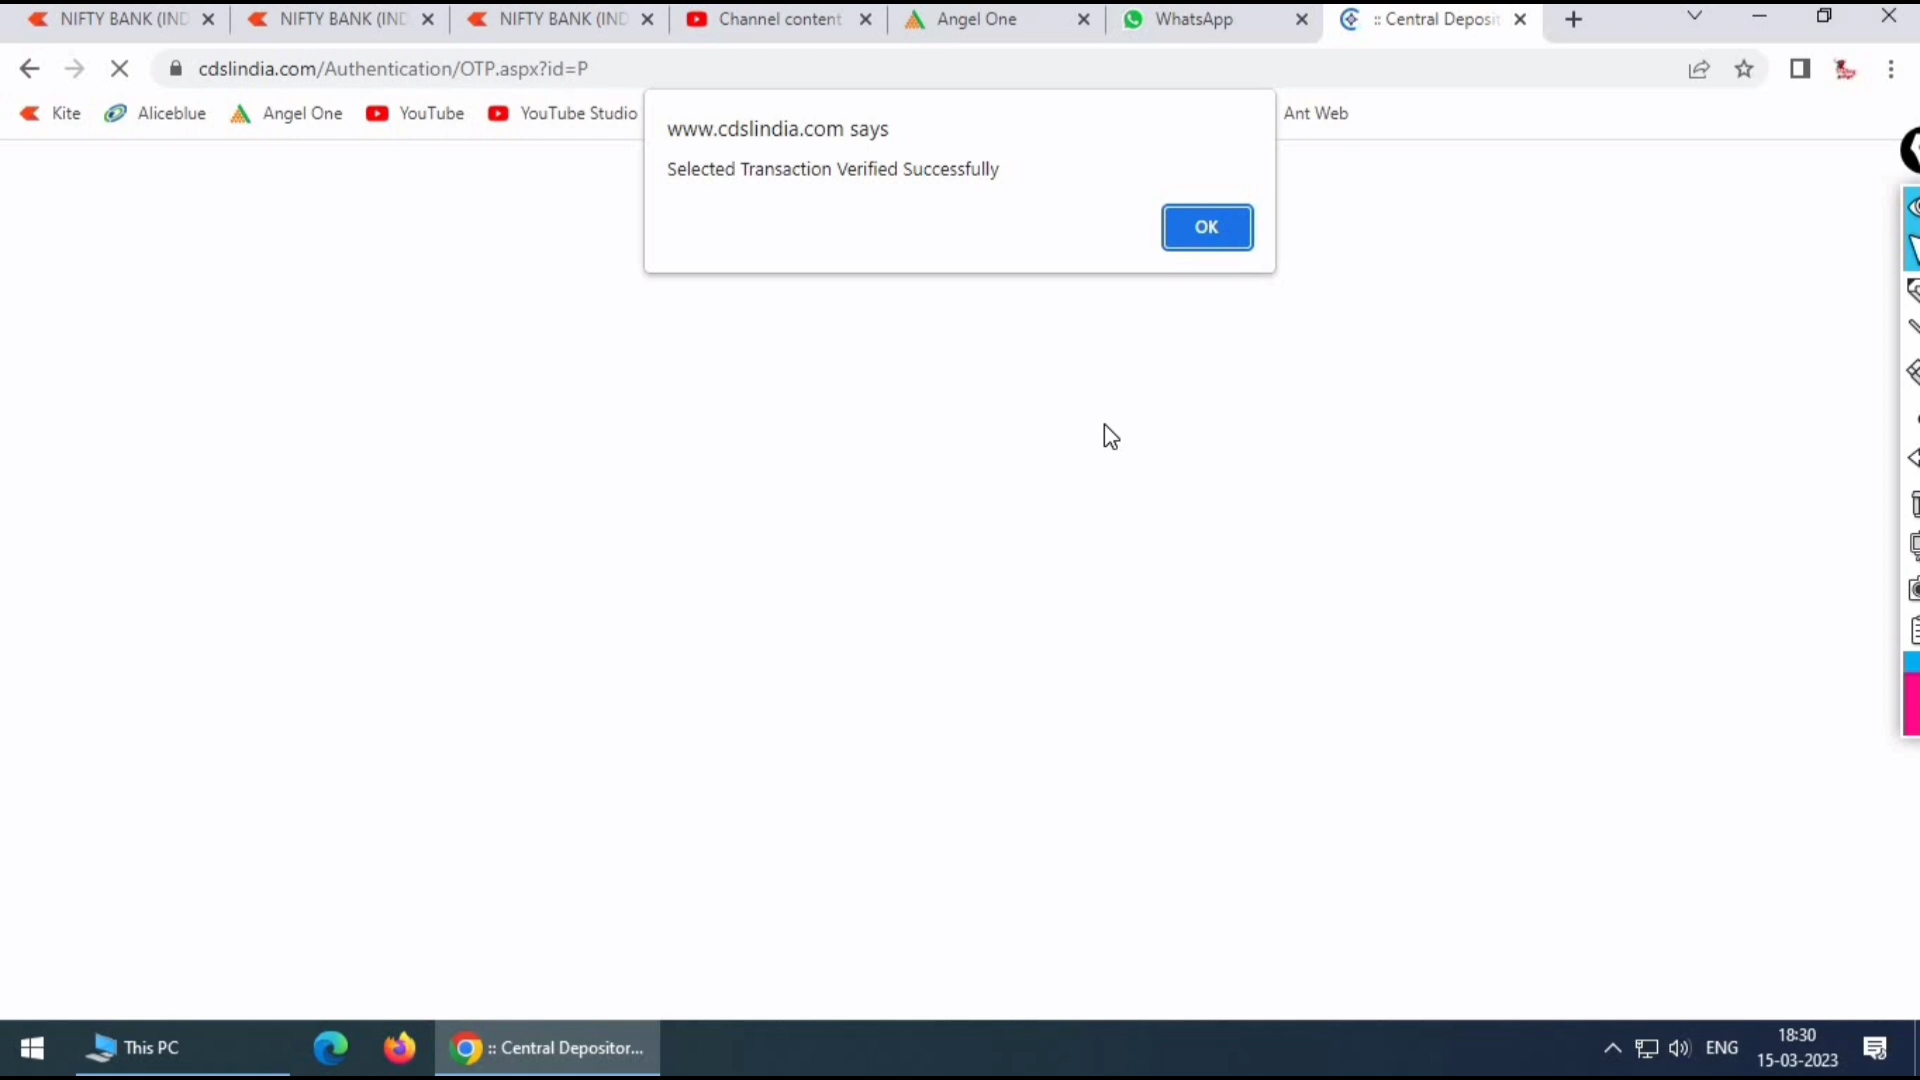 NIFTY BANK (IND
NIFTY BANK (IND
NIFTY BANK (IND
Channel content
Angel One
WhatsApp
:: Central Deposit
cdslindia.com/Authentication/OTP.aspx?id=P
Kite
Aliceblue
Angel One
YouTube
YouTube Studio
Ant Web
www.cdslindia.com says
Selected Transaction Verified Successfully
OK
This PC
:: Central Depositor...
ENG
18:30
15-03-2023